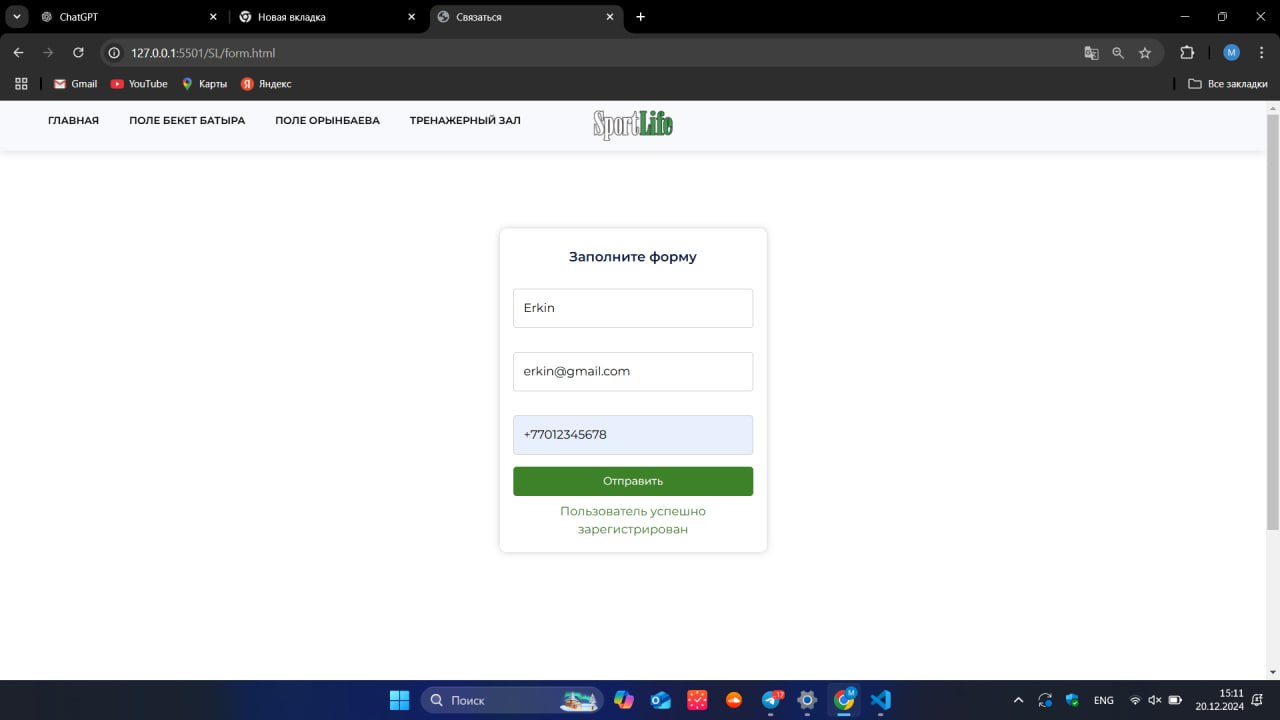 ChatGPT
Новая вкладка
Связаться
127.0.0.1:5501/SL/form.html
M
Gmail
YouTube
Карты
Я Яндекс
Все закладки
ГЛАВНАЯ
ПОЛЕ БЕКЕТ БАТЫРА
ПОЛЕ ОРЫНБАЕВА
ТРЕНАЖЕРНЫЙ ЗАЛ
SportLife
Заполните форму
Erkin
erkin@gmail.com
+77012345678
Отправить
Пользователь успешно
зарегистрирован
Поиск
17
M
ENG
15:11
20.12.2024